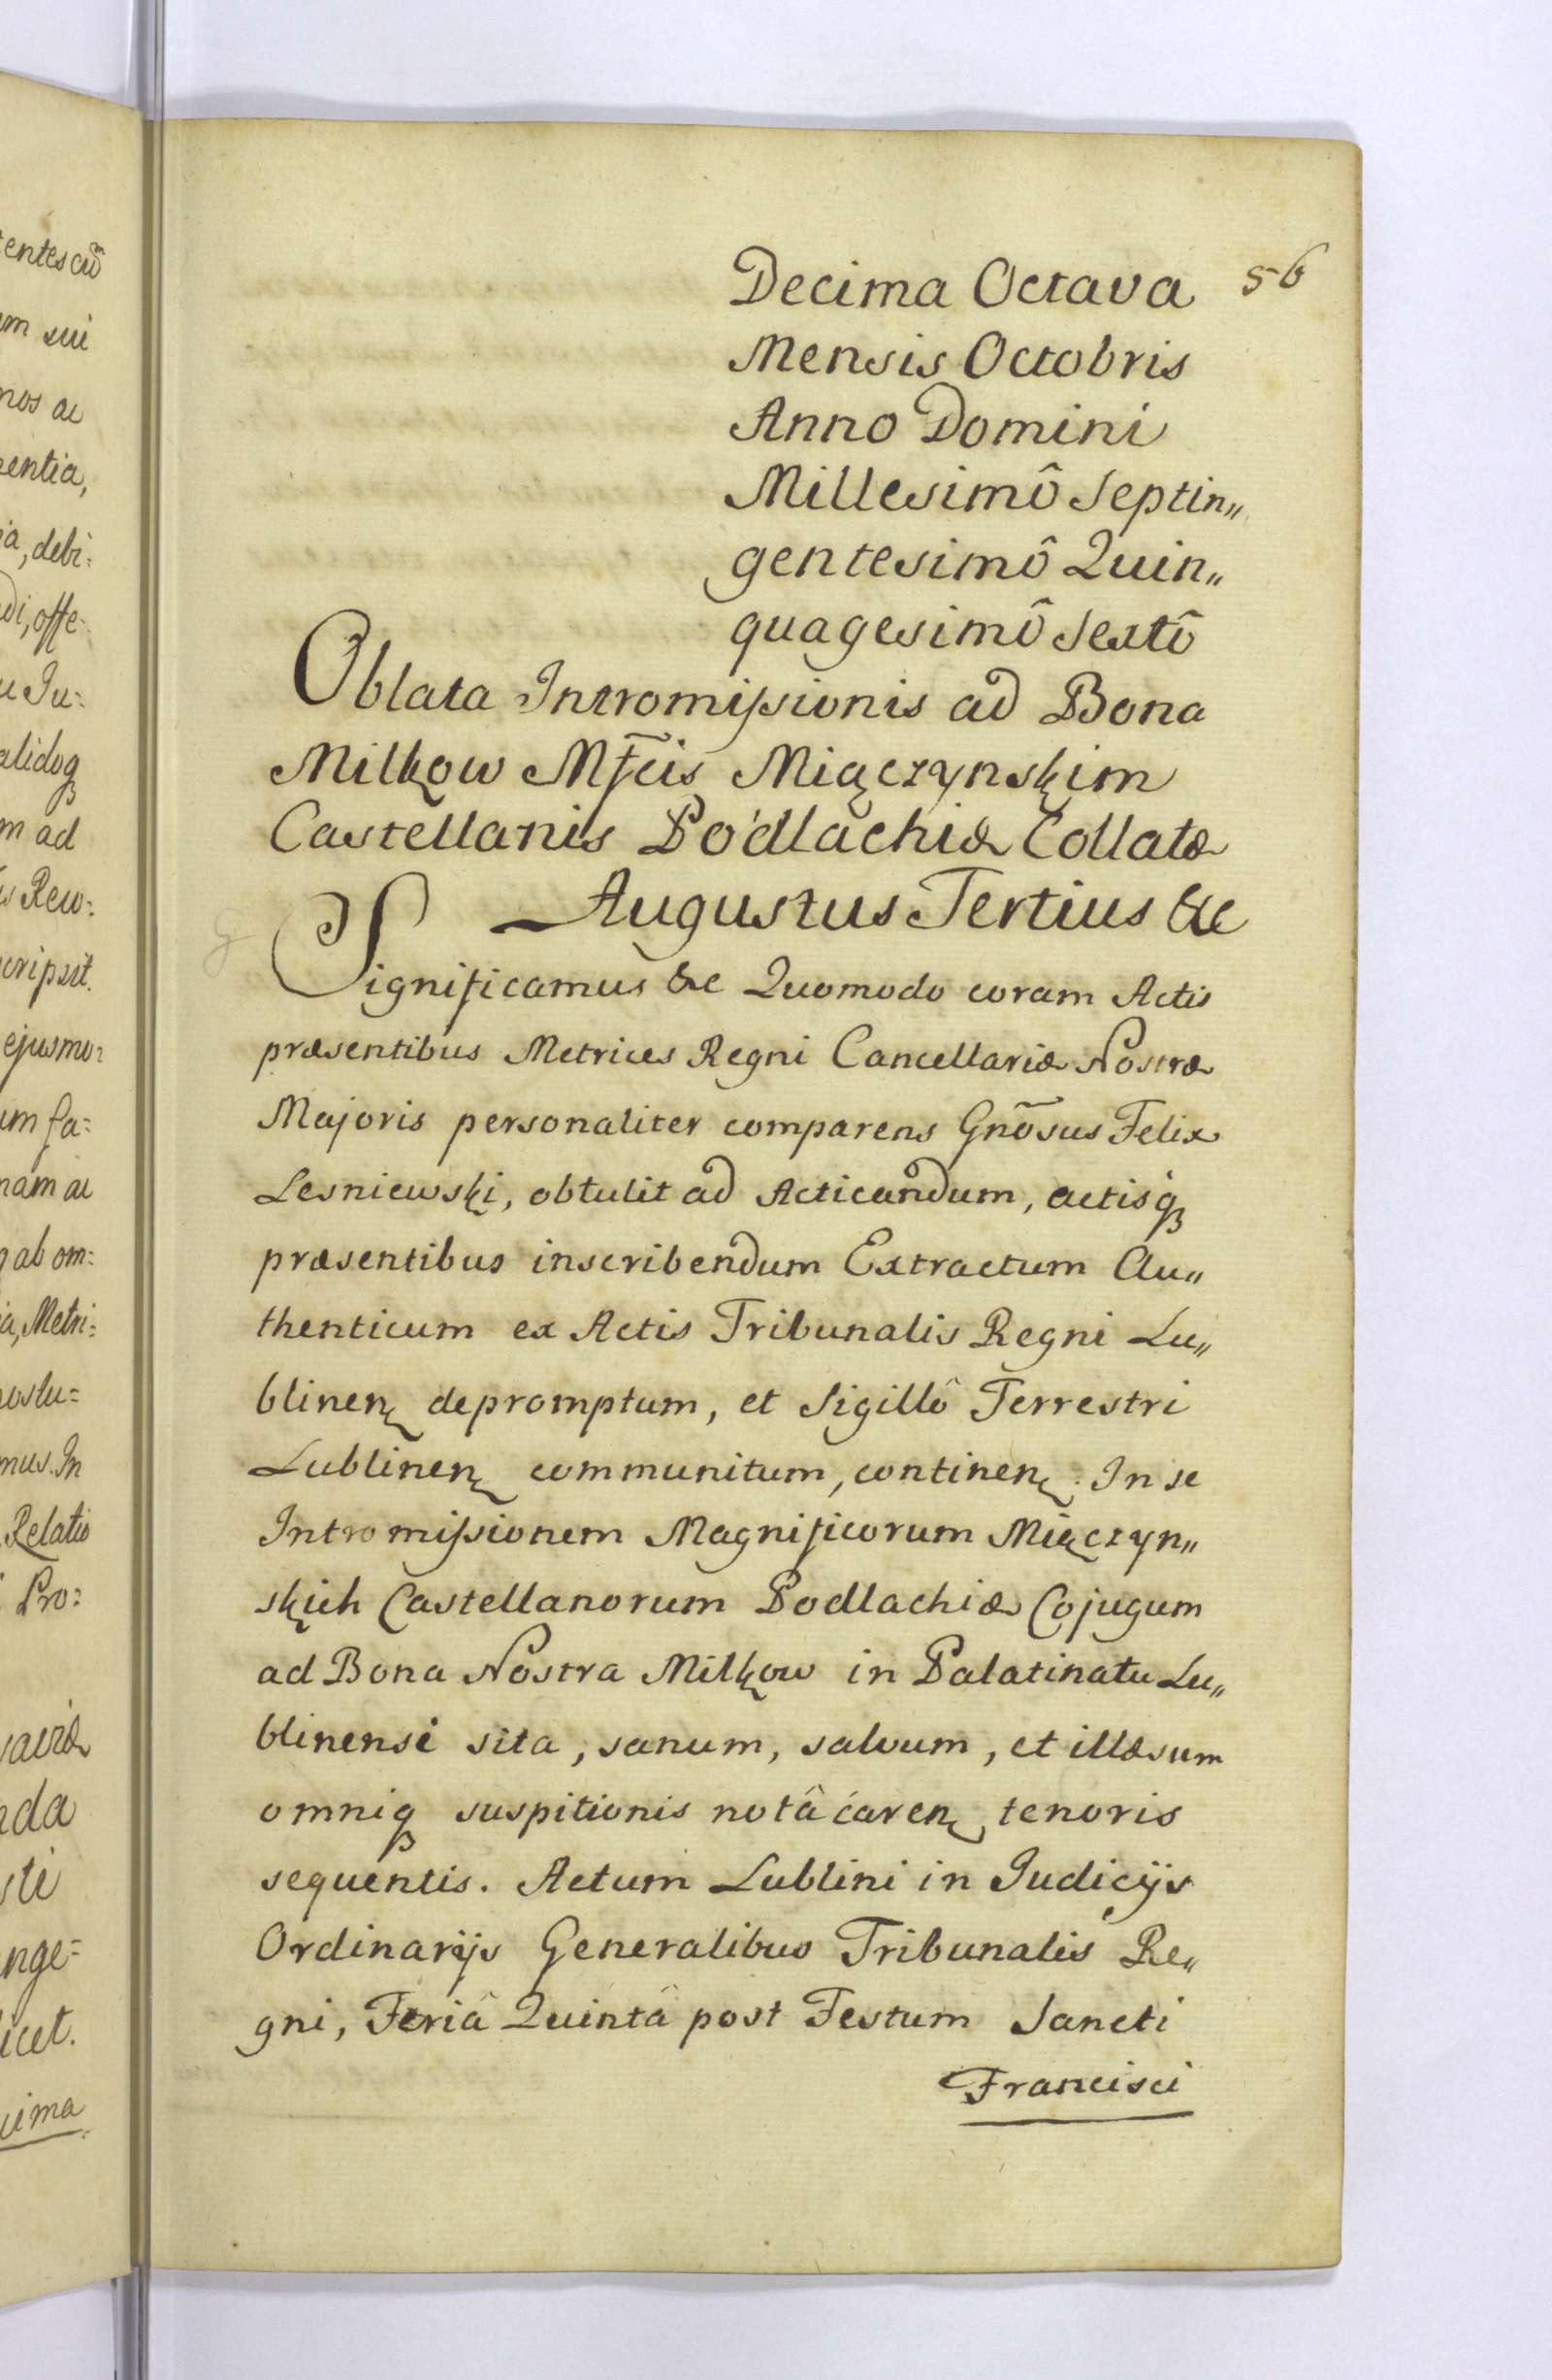 56
Decima Octava
Mensis Octobris
Anno Domini
Millesimô Septin„
gentesimô Quin„
quagesimô Sextô
Oblata Intromissionis ad Bona
Milkow Mfcis Miączynskim
Castellanis Podlachiæ Collatæ
Augustus Tertius &c
Significamus &c Quomodo coram Actis
præsentibus Metrices Regni Cancellariæ Nostræ
Majoris personaliter comparens Gnosus Felix
Lesniewski, obtulit ad Acticandum, actisq
præsentibus inscribendum Extractum Au„
thenticum ex Actis Tribunalis Regni Lu„
blinen depromptum, et Sigillô Terrestri
Lublinen communitum, continen In se
Intromissionem Magnificorum Miączyn„
skich Castellanorum Podlachiæ Cojugum
ad Bona Nostra Milkow in Palatinatu Lu„
blinensi sita, sanum, salvum, et illæsum
omniq suspitionis notâ caren tenoris
sequentis. Actum Lublini in Judicijs
Ordinarijs Generalibus Tribunalis Re„
gni, Feriâ Quintâ post Festum Sancti
Francisci